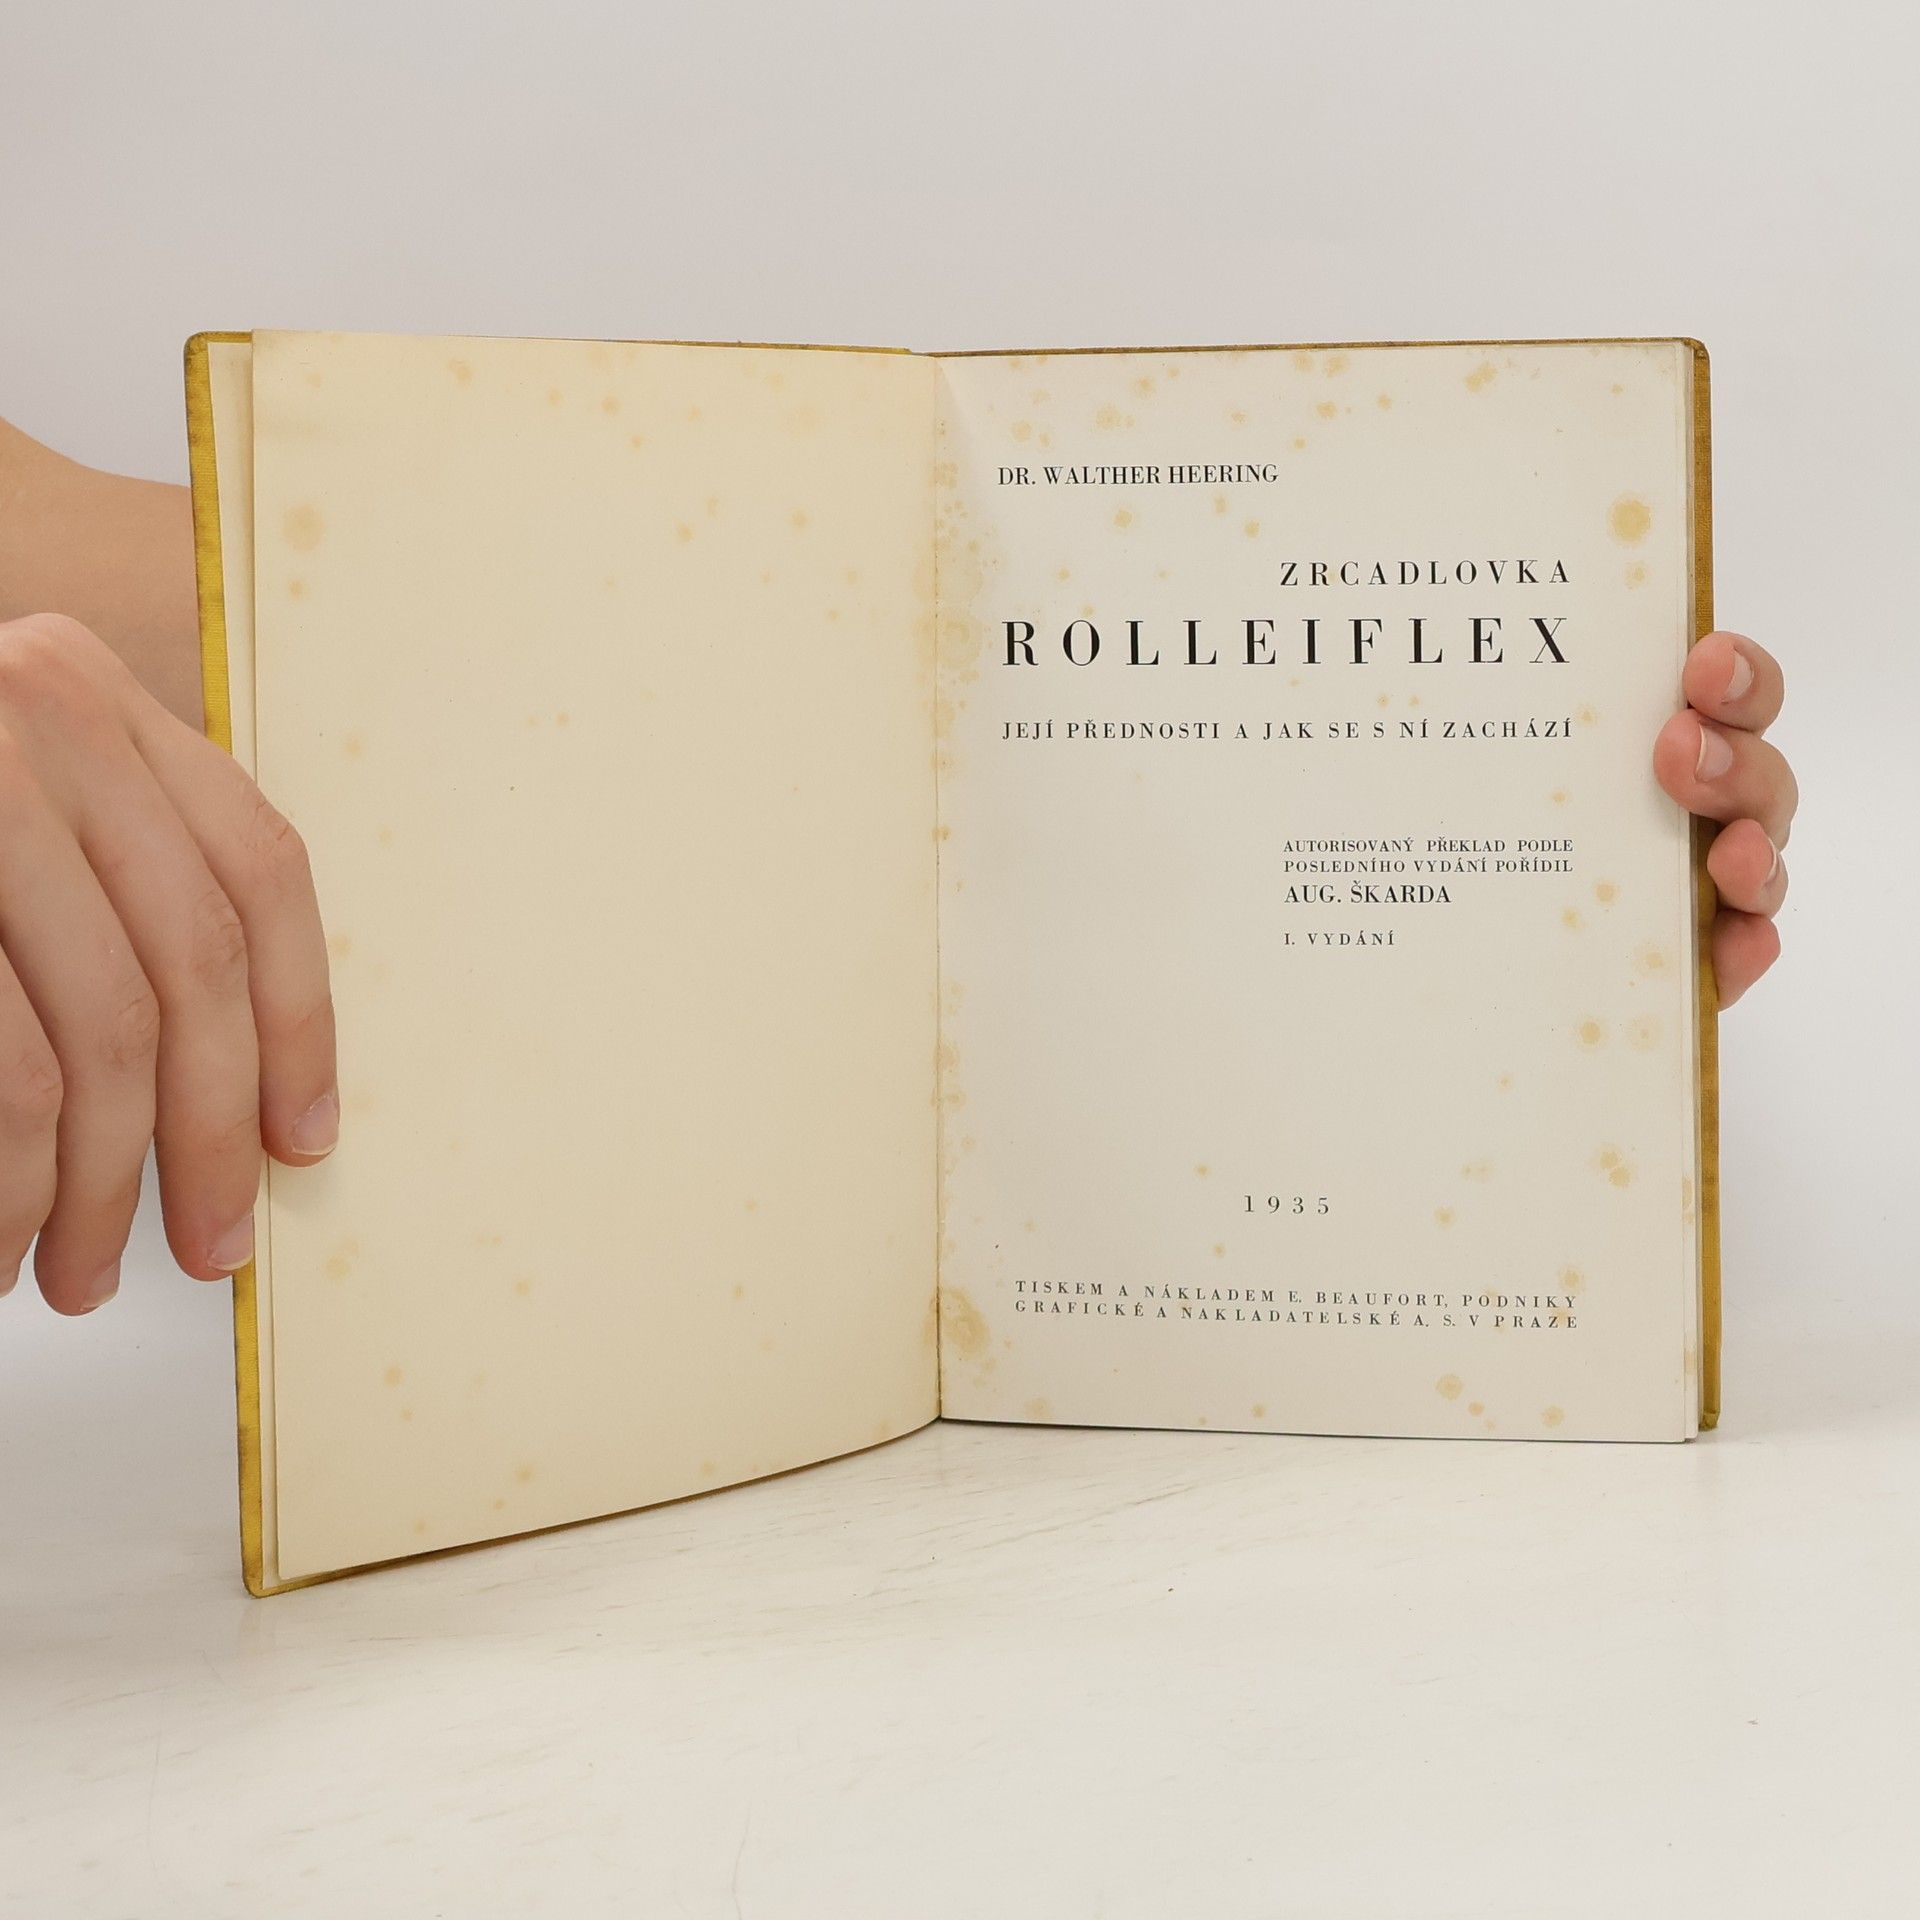 DR. WALTHER HEERING
ZRCADLOVKA
ROLLEIFLEX
JEJÍ PŘEDNOSTI A JAK SE S NÍ ZACHÁZÍ
AUTORISOVANÝ PŘEKLAD PODLE
POSLEDNÍHO VYDÁNÍ POŘÍDIL
AUG. ŠKARDA
I. VYDÁNÍ
1935
TISKEM A NÁKLADEM E. BEAUFORT, PODNIKY
GRAFICKÉ A NAKLADATELSKÉ A. S. V PRAZE